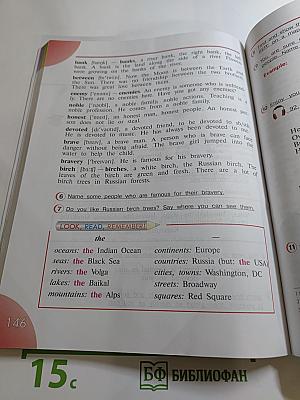 bank [bæŋk] — banks, a river bank, the right bank, the left
bank. A bank is the land along the side of a river. Flowers
were growing on the banks of the river.
between [bɪ'twi:n]. Now the Moon is between the Earth and
the Sun. There was no friendship between the two brothers.
There was great love between them.
enemy ['enəmɪ] — enemies. An enemy is someone who is unfriendly
There are no enemies here. Have you got any enemies?
noble ['nəʊbl], a noble family, noble person. Teaching is a
noble profession. He comes from a noble family.
honest ['ɒnɪst], an honest man, honest people. An honest
does not lie or
devoted [dɪ'vəʊtɪd], a devoted friend, to be devoted to
He is devoted to music. He has always been devoted to me.
brave [breɪv], a brave man. A person who is brave can face
danger without being afraid. The brave girl jumped into the
water to help the child.
bravery ['breɪvərɪ]. He is famous for his bravery.
birch [bɜ:tʃ] — birches, a white birch, the Russian birch. The
leaves of the birch are green and fresh. There are a lot of
birch trees in Russian forests.
6 Name some people who are famous for their bravery.
7 Do you like Russian birch trees? Say where you can see them.
LOOK, READ, REMEMBER!
the —
oceans: the Indian Ocean continents: Europe
seas: the Black Sea countries: Russia (but: the USA)
rivers: the Volga cities, towns: Washington, DC
lakes: the Baikal streets: Broadway
mountains: the Alps squares: Red Square
146
Example:
11
15 c
БФ БИБЛИОФАН